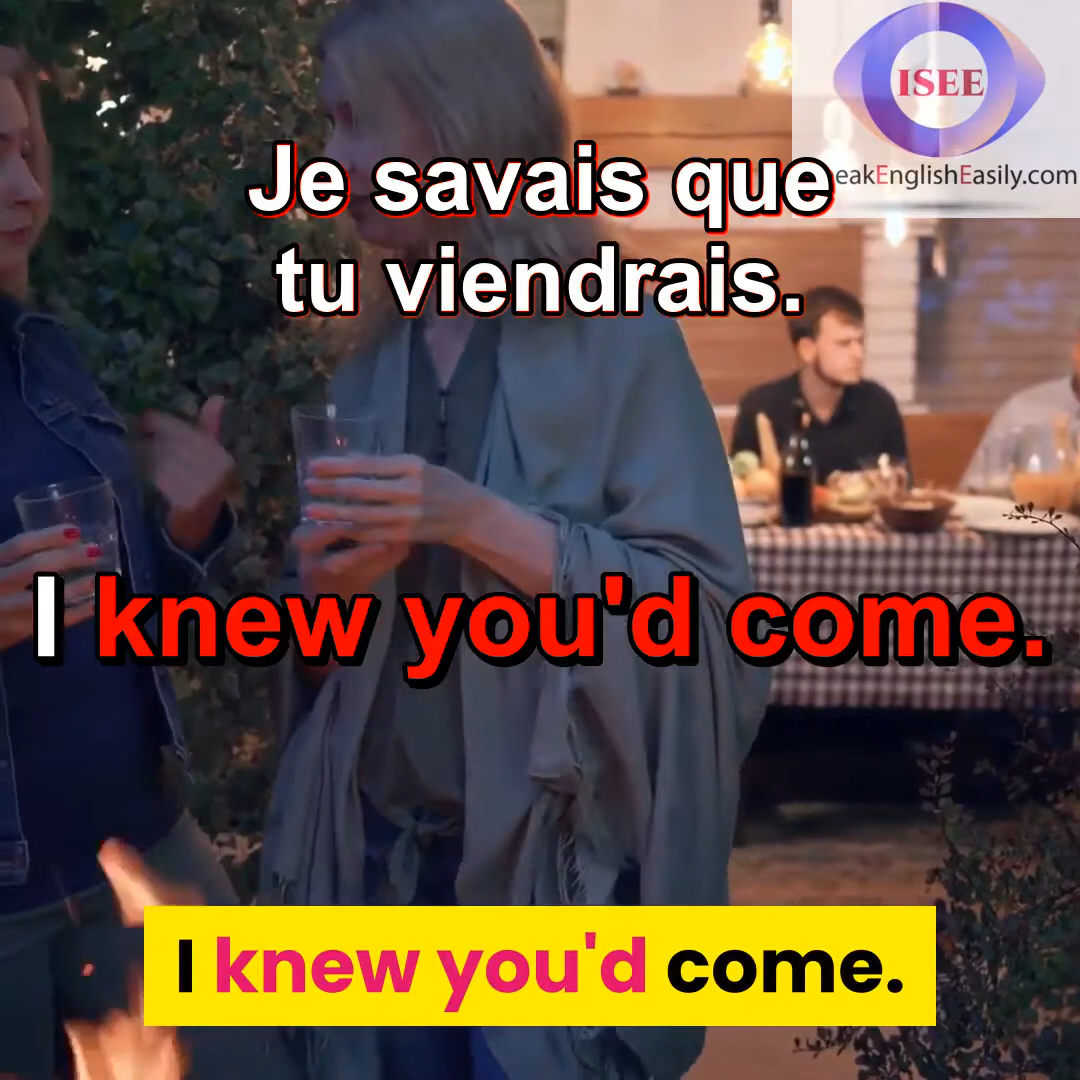 ISEE
eakEnglishEasily.com
Je savais que
tu viendrais.
I knew you'd come.
I knew you'd come.